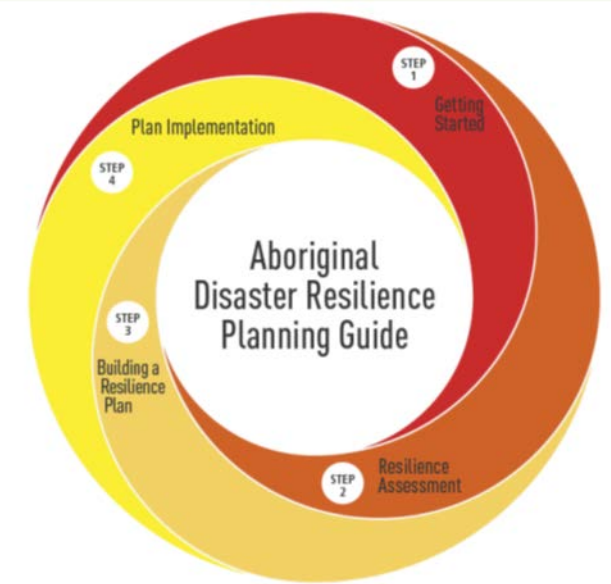 STEP
1
Getting
Started
Plan Implementation
STEP
4
Aboriginal
Disaster Resilience
Planning Guide
STEP
3
Building a
Resilience
Plan
Resilience
Assessment
STEP
2